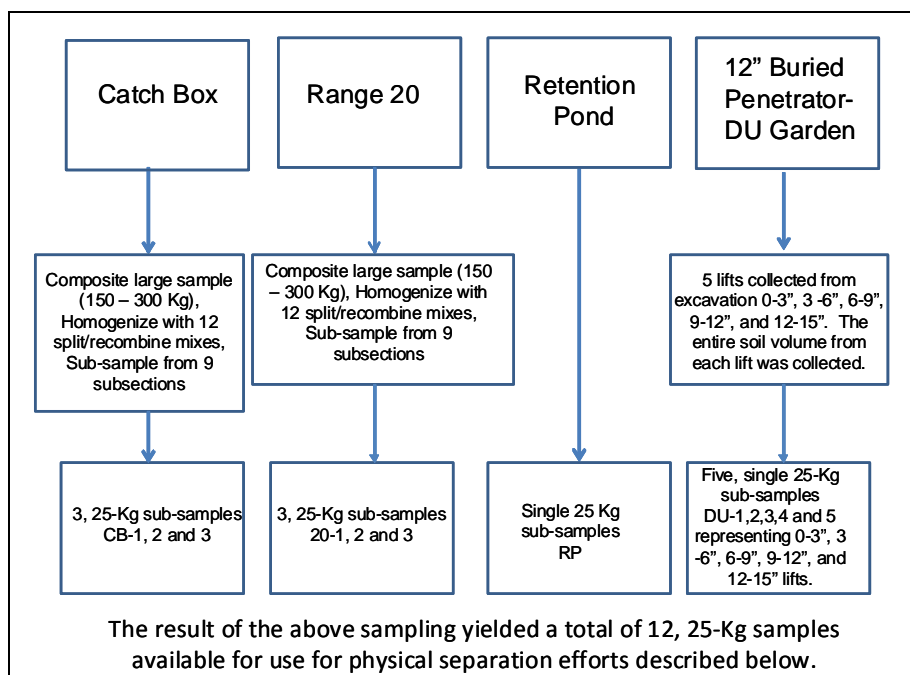 Catch Box
Range 20
Retention
Pond
12” Buried
Penetrator-
DU Garden
Composite large sample
(150 – 300 Kg),
Homogenize with 12
split/recombine mixes,
Sub-sample from 9
subsections
Composite large sample (150
– 300 Kg), Homogenize with
12 split/recombine mixes,
Sub-sample from 9
subsections
5 lifts collected from
excavation 0-3”, 3 -6”, 6-9”,
9-12”, and 12-15”. The
entire soil volume from
each lift was collected.
3, 25-Kg sub-samples
CB-1, 2 and 3
3, 25-Kg sub-samples
20-1, 2 and 3
Single 25 Kg
sub-samples
RP
Five, single 25-Kg
sub-samples
DU-1,2,3,4 and 5
representing 0-3”, 3
-6”, 6-9”, 9-12”, and
12-15” lifts.
The result of the above sampling yielded a total of 12, 25-Kg samples
available for use for physical separation efforts described below.